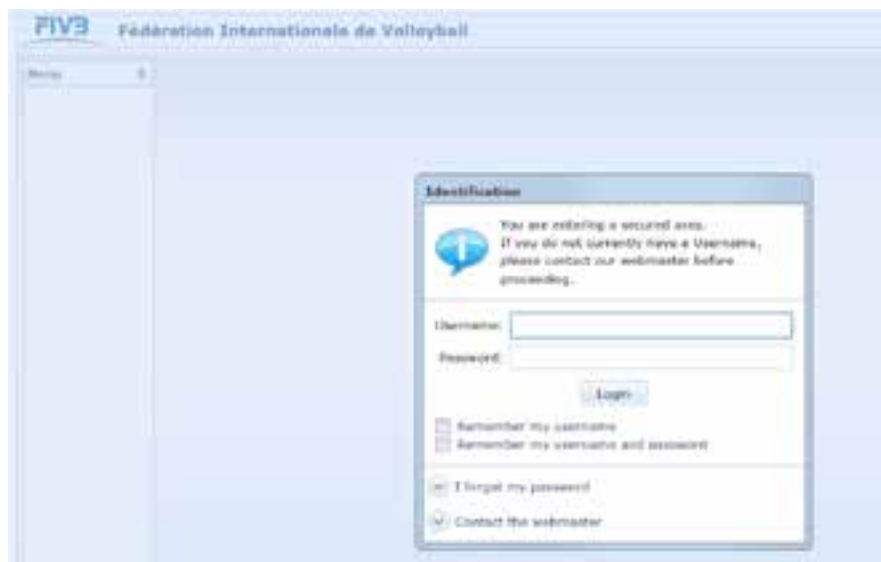 FIVB
Fédération Internationale de Volleyball
Menu
Identification
You are entering a secured area.
If you do not currently have a Username,
please contact our webmaster before
proceeding.
Username:
Password:
Login
Remember my username
Remember my username and password
I forgot my password
Contact the webmaster